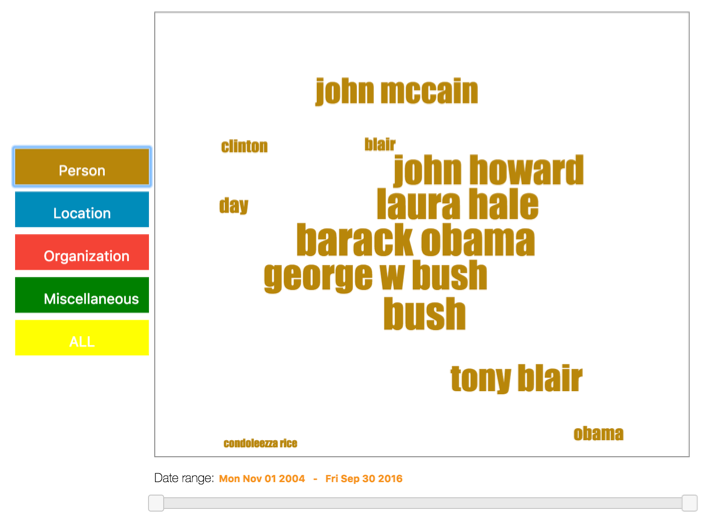 Person
Location
Organization
Miscellaneous
ALL
john mccain
clinton
blair
john howard
day
laura hale
barack obama
george w bush
bush
tony blair
obama
condoleezza rice
Date range: Mon Nov 01 2004 - Fri Sep 30 2016